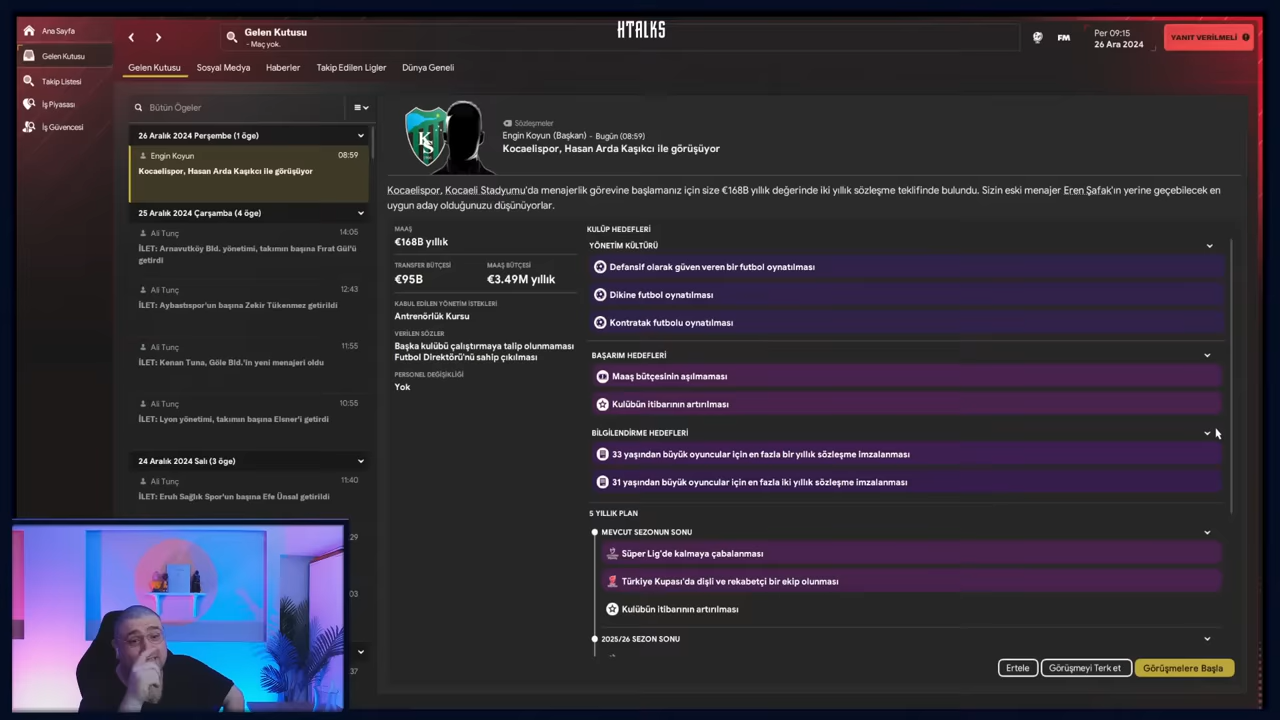 HTALKS
Ana Sayfa
Gelen Kutusu
Takip Listesi
İş Piyasası
İş Güvencesi
Gelen Kutusu
- Maç yok.
FM
Per 09:15
26 Ara 2024
YANIT VERİLMELİ
Gelen Kutusu
Sosyal Medya
Haberler
Takip Edilen Ligler
Dünya Geneli
Bütün Ögeler
26 Aralık 2024 Perşembe (1 öge)
Engin Koyun 08:59
Kocaelispor, Hasan Arda Kaşıkcı ile görüşüyor
25 Aralık 2024 Çarşamba (4 öge)
Ali Tunç 14:05
İLET: Arnavutköy Bld. yönetimi, takımın başına Fırat Gül'ü
getirdi
Ali Tunç 12:43
İLET: Aybastıspor'un başına Zekir Tükenmez getirildi
Ali Tunç 11:55
İLET: Kenan Tuna, Göle Bld.'in yeni menajeri oldu
Ali Tunç 10:55
İLET: Lyon yönetimi, takımın başına Elsner'i getirdi
24 Aralık 2024 Salı (3 öge)
Ali Tunç 11:40
İLET: Eruh Sağlık Spor'un başına Efe Ünsal getirildi
29
03
37
KS
Sözleşmeler
Engin Koyun (Başkan) - Bugün (08:59)
Kocaelispor, Hasan Arda Kaşıkcı ile görüşüyor
Kocaelispor, Kocaeli Stadyumu'da menajerlik görevine başlamanız için size €168B yıllık değerinde iki yıllık sözleşme teklifinde bulundu. Sizin eski menajer Eren Şafak'ın yerine geçebilecek en
uygun aday olduğunuzu düşünüyorlar.
MAAŞ
€168B yıllık
TRANSFER BÜTÇESİ
€95B
MAAŞ BÜTÇESİ
€3.49M yıllık
KABUL EDİLEN YÖNETİM İSTEKLERİ
Antrenörlük Kursu
VERİLEN SÖZLER
Başka kulübü çalıştırmaya talip olunmaması
Futbol Direktörü'nü sahip çıkılması
PERSONEL DEĞİŞİKLİĞİ
Yok
KULÜP HEDEFLERİ
YÖNETİM KÜLTÜRÜ
Defansif olarak güven veren bir futbol oynatılması
Dikine futbol oynatılması
Kontratak futbolu oynatılması
BAŞARIM HEDEFLERİ
Maaş bütçesinin aşılmaması
Kulübün itibarının artırılması
BİLGİLENDİRME HEDEFLERİ
33 yaşından büyük oyuncular için en fazla bir yıllık sözleşme imzalanması
31 yaşından büyük oyuncular için en fazla iki yıllık sözleşme imzalanması
5 YILLIK PLAN
MEVCUT SEZONUN SONU
Süper Lig'de kalmaya çabalanması
Türkiye Kupası'da dişli ve rekabetçi bir ekip olunması
Kulübün itibarının artırılması
2025/26 SEZON SONU
Ertele
Görüşmeyi Terk et
Görüşmelere Başla